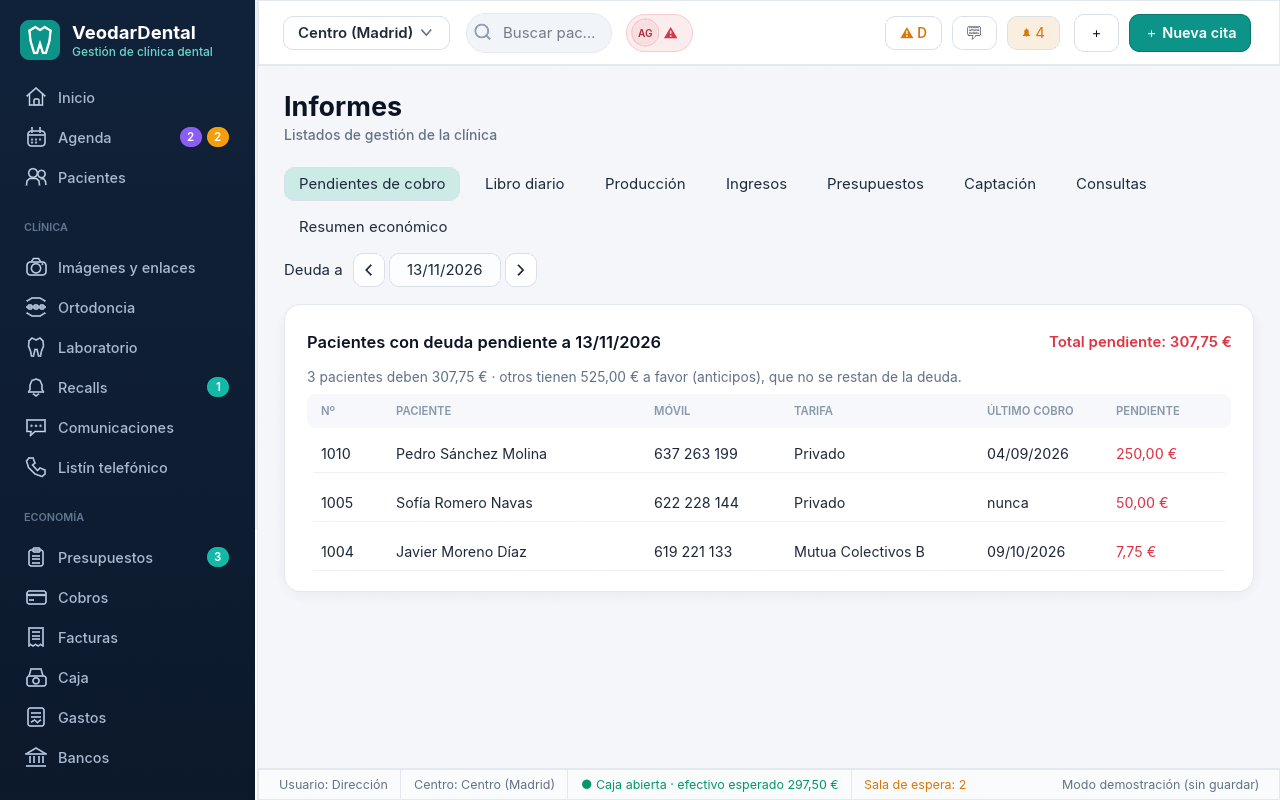 VeodarDental
Gestión de clínica dental
Inicio
Agenda 2 2
Pacientes
CLÍNICA
Imágenes y enlaces
Ortodoncia
Laboratorio
Recalls 1
Comunicaciones
Listín telefónico
ECONOMÍA
Presupuestos 3
Cobros
Facturas
Caja
Gastos
Bancos
Centro (Madrid)
Buscar pac...
AG
D
4
+
+ Nueva cita
Informes
Listados de gestión de la clínica
Pendientes de cobro Libro diario Producción Ingresos Presupuestos Captación Consultas
Resumen económico
Deuda a 13/11/2026
Pacientes con deuda pendiente a 13/11/2026 Total pendiente: 307,75 €
3 pacientes deben 307,75 € · otros tienen 525,00 € a favor (anticipos), que no se restan de la deuda.
Nº PACIENTE MÓVIL TARIFA ÚLTIMO COBRO PENDIENTE
1010 Pedro Sánchez Molina 637 263 199 Privado 04/09/2026 250,00 €
1005 Sofía Romero Navas 622 228 144 Privado nunca 50,00 €
1004 Javier Moreno Díaz 619 221 133 Mutua Colectivos B 09/10/2026 7,75 €
Usuario: Dirección Centro: Centro (Madrid) Caja abierta · efectivo esperado 297,50 € Sala de espera: 2 Modo demostración (sin guardar)